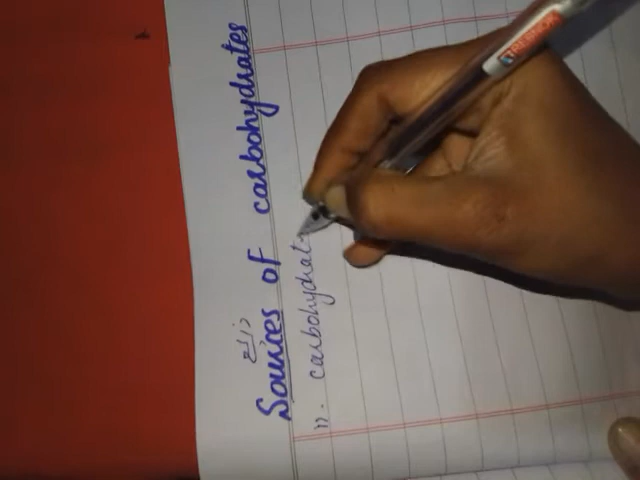 Sources of carbohydrates
ذرائع
n. carbohydrat